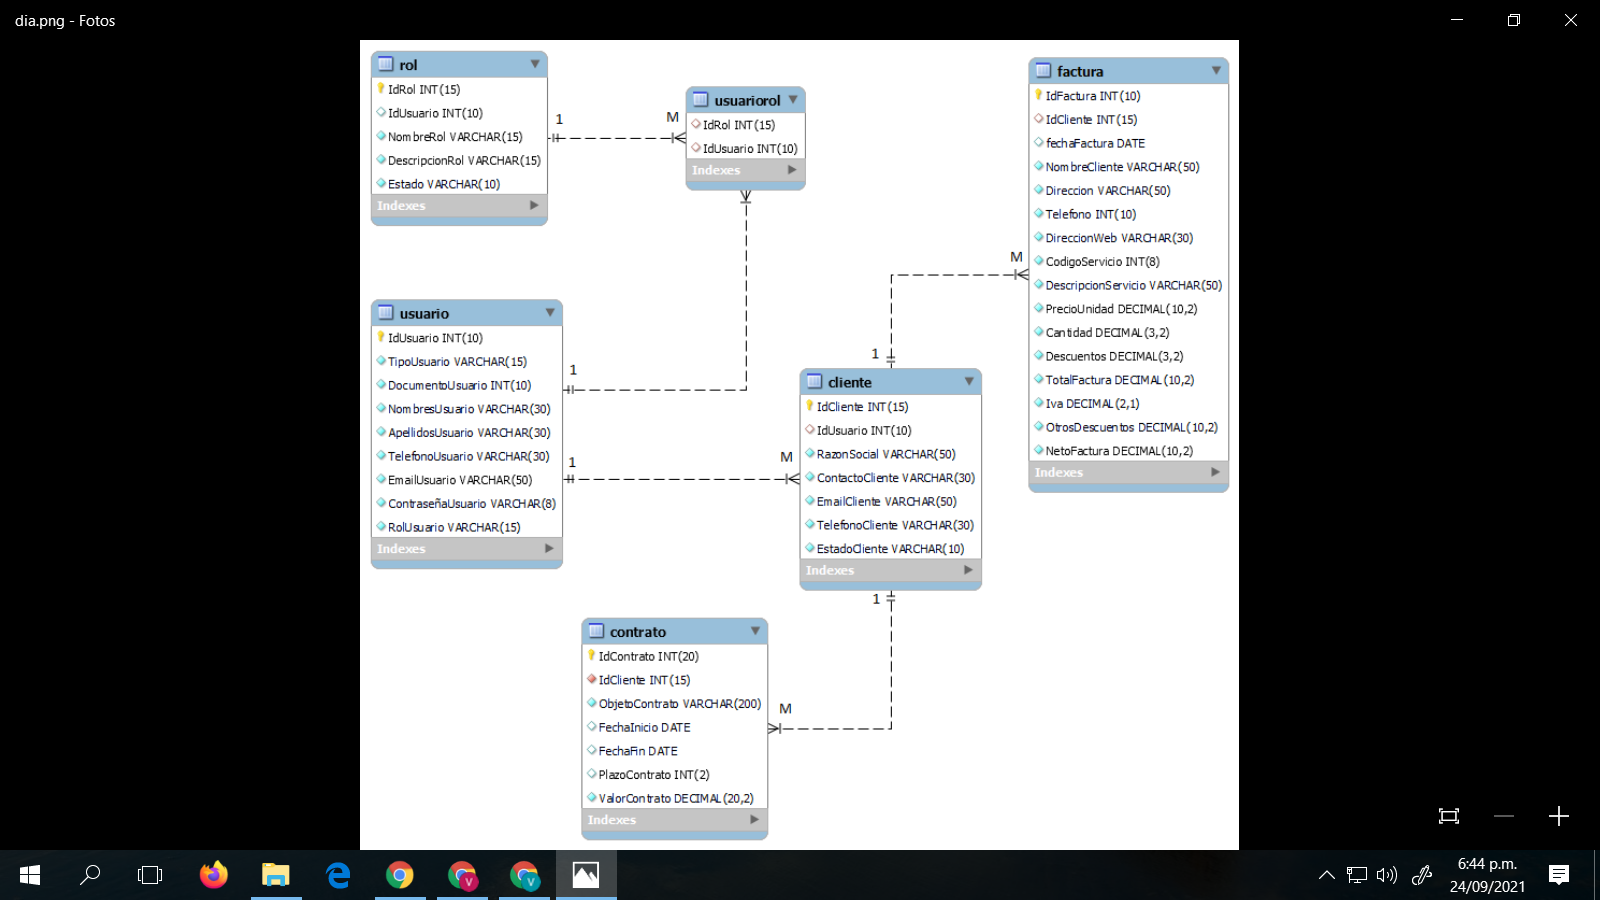 dia.png - Fotos
rol
IdRol INT(15)
IdUsuario INT(10)
NombreRol VARCHAR(15)
DescripcionRol VARCHAR(15)
Estado VARCHAR(10)
Indexes
1
M
usuariorol
IdRol INT(15)
IdUsuario INT(10)
Indexes
factura
IdFactura INT(10)
IdCliente INT(15)
fechaFactura DATE
NombreCliente VARCHAR(50)
Direccion VARCHAR(50)
Telefono INT(10)
DireccionWeb VARCHAR(30)
CodigoServicio INT(8)
DescripcionServicio VARCHAR(50)
PrecioUnidad DECIMAL(10,2)
Cantidad DECIMAL(3,2)
Descuentos DECIMAL(3,2)
TotalFactura DECIMAL(10,2)
Iva DECIMAL(2,1)
OtrosDescuentos DECIMAL(10,2)
NetoFactura DECIMAL(10,2)
Indexes
M
1
usuario
IdUsuario INT(10)
TipoUsuario VARCHAR(15)
DocumentoUsuario INT(10)
NombresUsuario VARCHAR(30)
ApellidosUsuario VARCHAR(30)
TelefonoUsuario VARCHAR(30)
EmailUsuario VARCHAR(50)
ContraseñaUsuario VARCHAR(8)
RolUsuario VARCHAR(15)
Indexes
1
1
M
cliente
IdCliente INT(15)
IdUsuario INT(10)
RazonSocial VARCHAR(50)
ContactoCliente VARCHAR(30)
EmailCliente VARCHAR(50)
TelefonoCliente VARCHAR(30)
EstadoCliente VARCHAR(10)
Indexes
1
M
contrato
IdContrato INT(20)
IdCliente INT(15)
ObjetoContrato VARCHAR(200)
FechaInicio DATE
FechaFin DATE
PlazoContrato INT(2)
ValorContrato DECIMAL(20,2)
Indexes
V
V
6:44 p.m.
24/09/2021